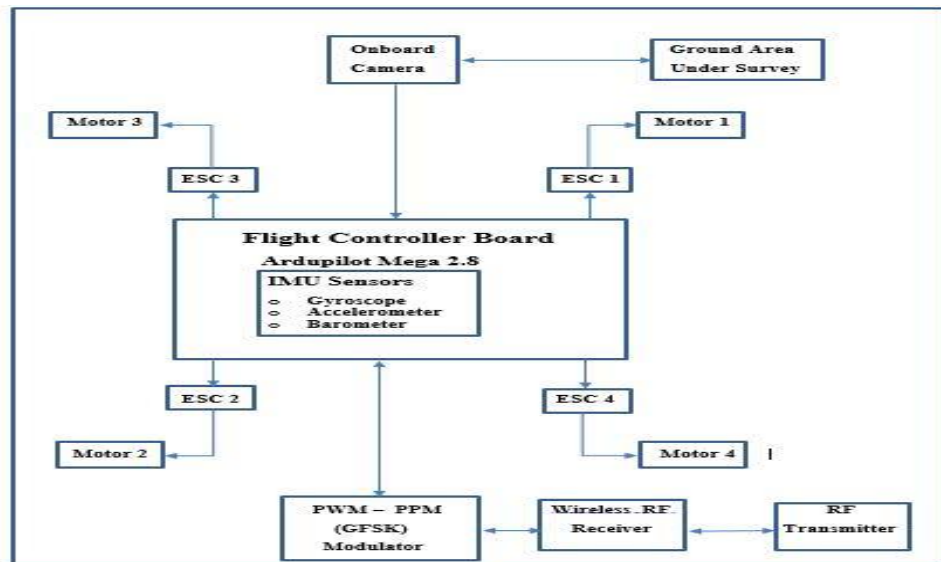 Onboard
Camera
Ground Area
Under Survey
Motor 3
Motor 1
ESC 3
ESC 1
Flight Controller Board
Ardupilot Mega 2.8
IMU Sensors
o Gyroscope
o Accelerometer
o Barometer
ESC 2
ESC 4
Motor 2
Motor 4
PWM – PPM
(GFSK)
Modulator
Wireless RF
Receiver
RF
Transmitter